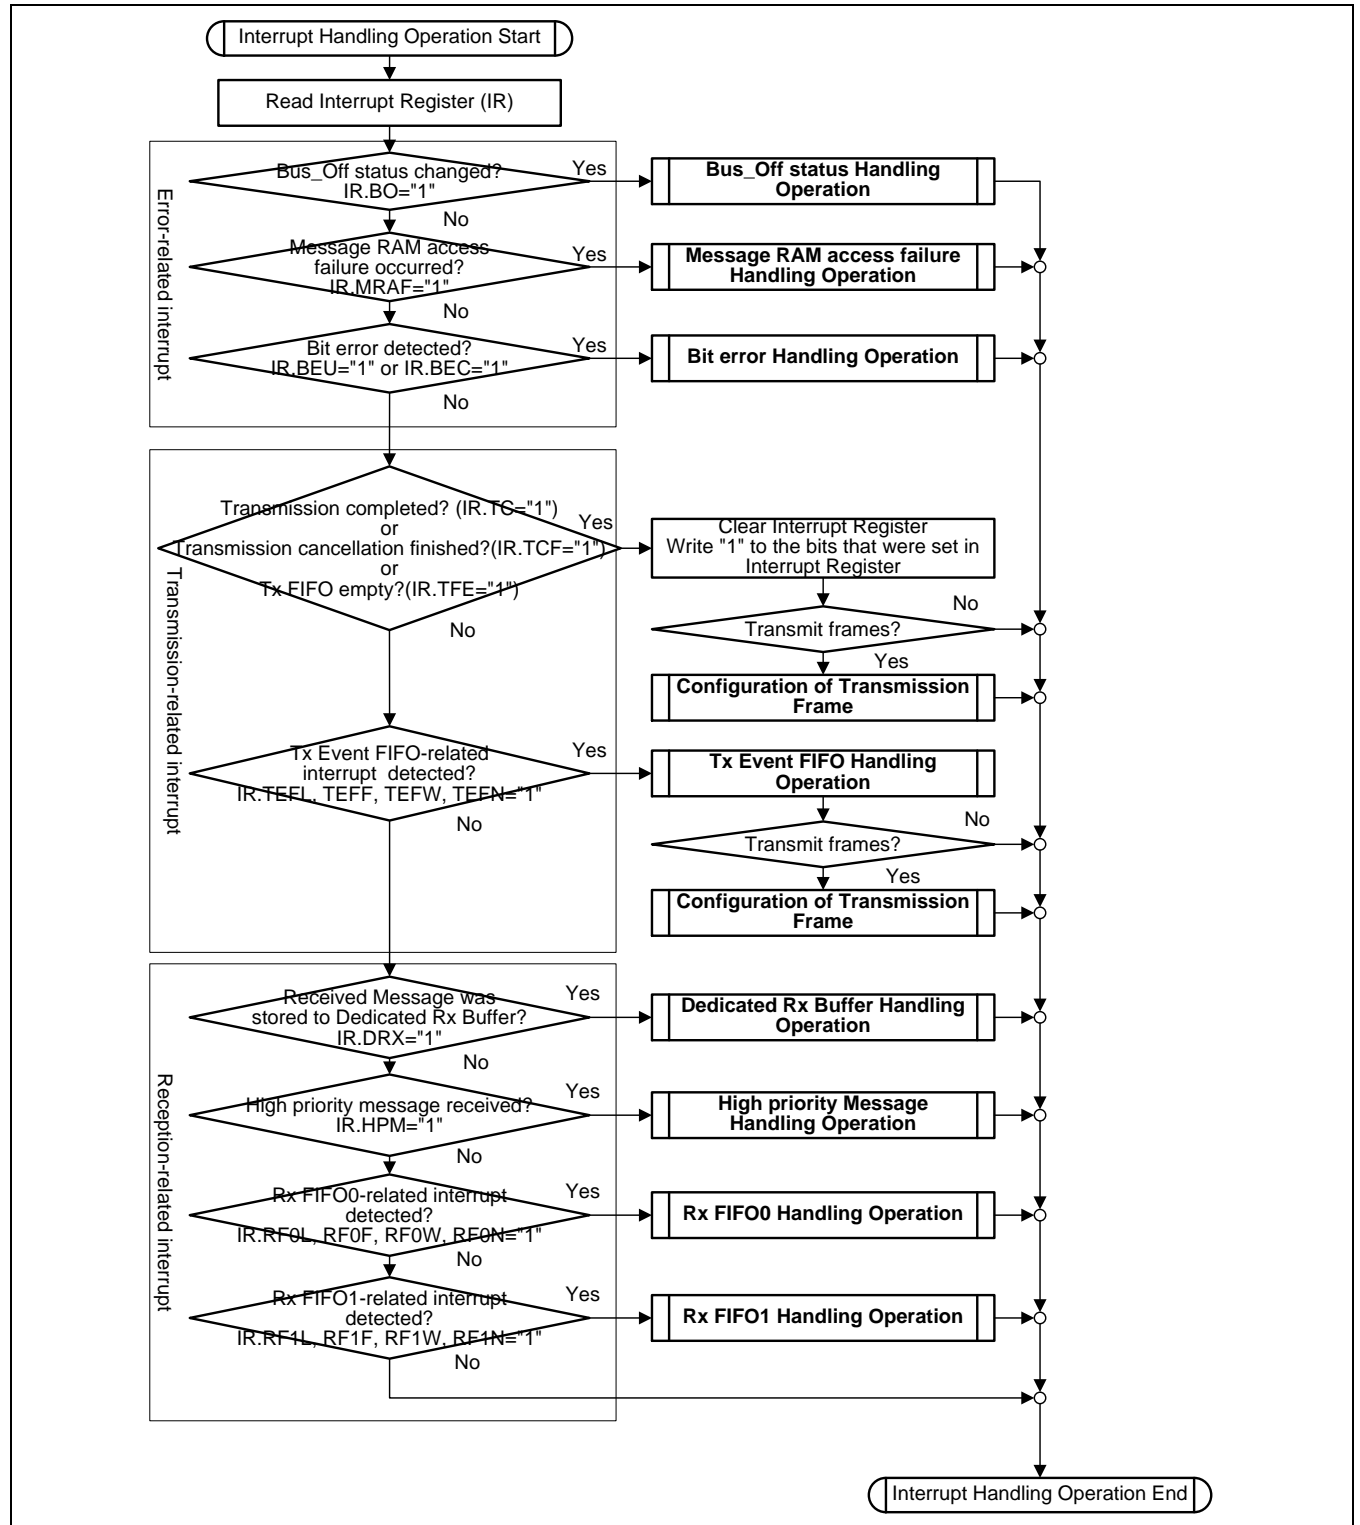 Interrupt Handling Operation Start
Read Interrupt Register (IR)
Error-related interrupt
Bus_Off status changed?
IR.BO="1"
Yes
No
Bus_Off status Handling
Operation
Message RAM access
failure occurred?
IR.MRAF="1"
Yes
No
Message RAM access failure
Handling Operation
Bit error detected?
IR.BEU="1" or IR.BEC="1"
Yes
No
Bit error Handling Operation
Transmission-related interrupt
Transmission completed? (IR.TC="1")
or
Transmission cancellation finished?(IR.TCF="1")
or
Tx FIFO empty?(IR.TFE="1")
Yes
No
Clear Interrupt Register
Write "1" to the bits that were set in
Interrupt Register
Transmit frames?
No
Yes
Configuration of Transmission
Frame
Tx Event FIFO-related
interrupt detected?
IR.TEFL, TEFF, TEFW, TEFN="1"
Yes
No
Tx Event FIFO Handling
Operation
Transmit frames?
No
Yes
Configuration of Transmission
Frame
Reception-related interrupt
Received Message was
stored to Dedicated Rx Buffer?
IR.DRX="1"
Yes
No
Dedicated Rx Buffer Handling
Operation
High priority message received?
IR.HPM="1"
Yes
No
High priority Message
Handling Operation
Rx FIFO0-related interrupt
detected?
IR.RF0L, RF0F, RF0W, RF0N="1"
Yes
No
Rx FIFO0 Handling Operation
Rx FIFO1-related interrupt
detected?
IR.RF1L, RF1F, RF1W, RF1N="1"
Yes
No
Rx FIFO1 Handling Operation
Interrupt Handling Operation End